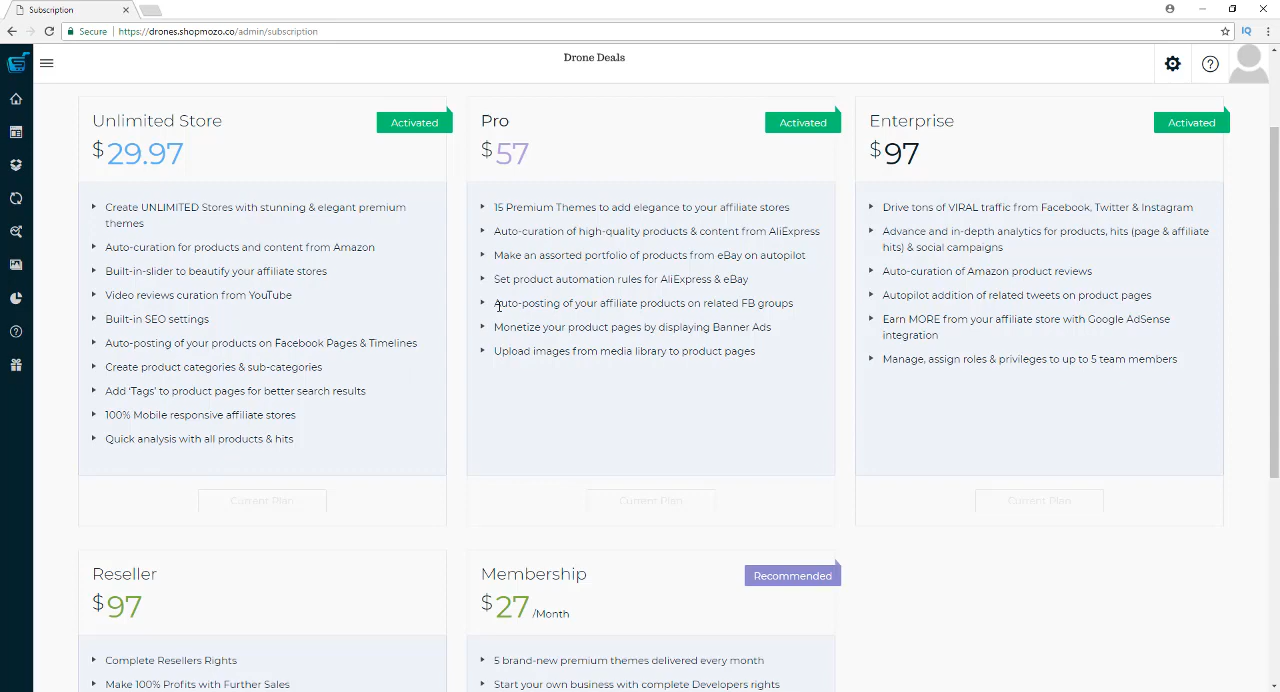 Subscription
Secure
https://drones.shopmozo.co/admin/subscription
IQ
Drone Deals
Unlimited Store
Activated
$29.97
Create UNLIMITED Stores with stunning & elegant premium
themes
Auto-curation for products and content from Amazon
Built-in-slider to beautify your affiliate stores
Video reviews curation from YouTube
Built-in SEO settings
Auto-posting of your products on Facebook Pages & Timelines
Create product categories & sub-categories
Add ‘Tags’ to product pages for better search results
100% Mobile responsive affiliate stores
Quick analysis with all products & hits
Current Plan
Pro
Activated
$57
15 Premium Themes to add elegance to your affiliate stores
Auto-curation of high-quality products & content from AliExpress
Make an assorted portfolio of products from eBay on autopilot
Set product automation rules for AliExpress & eBay
Auto-posting of your affiliate products on related FB groups
Monetize your product pages by displaying Banner Ads
Upload images from media library to product pages
Current Plan
Enterprise
Activated
$97
Drive tons of VIRAL traffic from Facebook, Twitter & Instagram
Advance and in-depth analytics for products, hits (page & affiliate
hits) & social campaigns
Auto-curation of Amazon product reviews
Autopilot addition of related tweets on product pages
Earn MORE from your affiliate store with Google AdSense
integration
Manage, assign roles & privileges to up to 5 team members
Current Plan
Reseller
$97
Complete Resellers Rights
Make 100% Profits with Further Sales
Membership
Recommended
$27 /Month
5 brand-new premium themes delivered every month
Start your own business with complete Developers rights